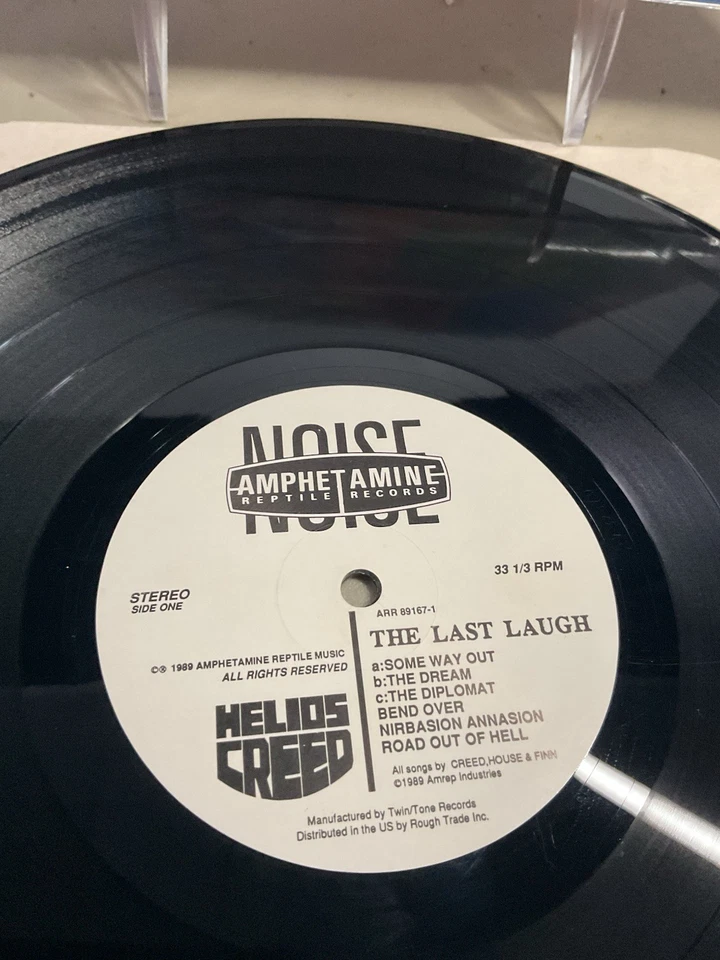 NOISE
AMPHETAMINE
REPTILE RECORDS
NOISE
STEREO
SIDE ONE
33 1/3 RPM
ARR 89167-1
THE LAST LAUGH
a:SOME WAY OUT
b:THE DREAM
c:THE DIPLOMAT
BEND OVER
NIRBASION ANNASION
ROAD OUT OF HELL
©℗ 1989 AMPHETAMINE REPTILE MUSIC
ALL RIGHTS RESERVED
HELIOS
CREED
All songs by CREED,HOUSE & FINN
©1989 Amrep Industries
Manufactured by Twin/Tone Records
Distributed in the US by Rough Trade Inc.